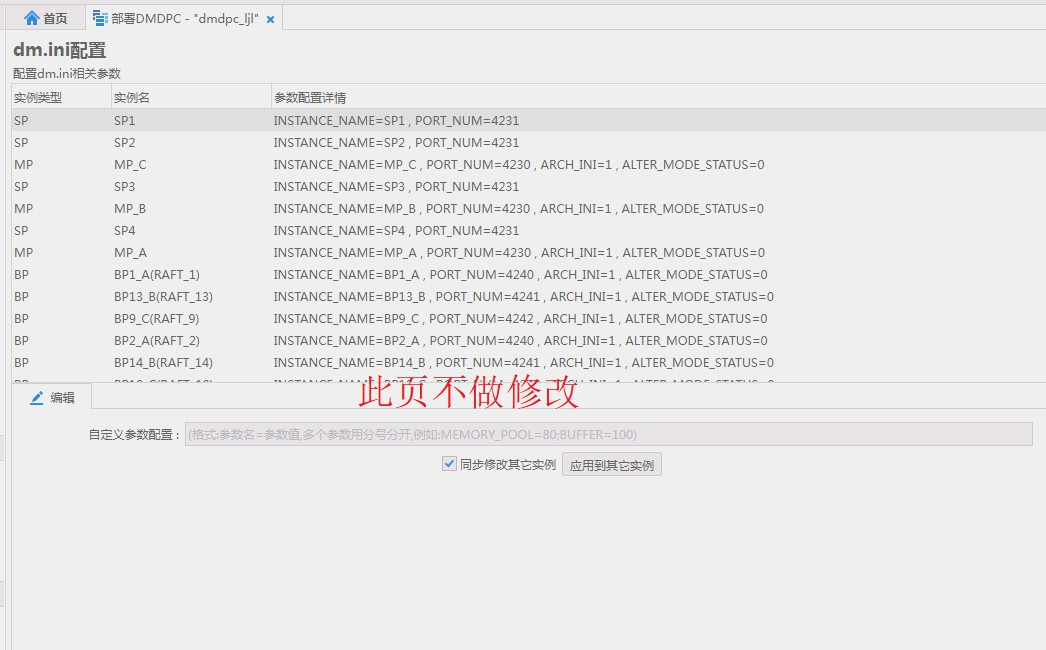 首页
部署DMDPC - "dmdpc_ljl"
dm.ini配置
配置dm.ini相关参数
实例类型 实例名 参数配置详情
SP SP1 INSTANCE_NAME=SP1 , PORT_NUM=4231
SP SP2 INSTANCE_NAME=SP2 , PORT_NUM=4231
MP MP_C INSTANCE_NAME=MP_C , PORT_NUM=4230 , ARCH_INI=1 , ALTER_MODE_STATUS=0
SP SP3 INSTANCE_NAME=SP3 , PORT_NUM=4231
MP MP_B INSTANCE_NAME=MP_B , PORT_NUM=4230 , ARCH_INI=1 , ALTER_MODE_STATUS=0
SP SP4 INSTANCE_NAME=SP4 , PORT_NUM=4231
MP MP_A INSTANCE_NAME=MP_A , PORT_NUM=4230 , ARCH_INI=1 , ALTER_MODE_STATUS=0
BP BP1_A(RAFT_1) INSTANCE_NAME=BP1_A , PORT_NUM=4240 , ARCH_INI=1 , ALTER_MODE_STATUS=0
BP BP13_B(RAFT_13) INSTANCE_NAME=BP13_B , PORT_NUM=4241 , ARCH_INI=1 , ALTER_MODE_STATUS=0
BP BP9_C(RAFT_9) INSTANCE_NAME=BP9_C , PORT_NUM=4242 , ARCH_INI=1 , ALTER_MODE_STATUS=0
BP BP2_A(RAFT_2) INSTANCE_NAME=BP2_A , PORT_NUM=4240 , ARCH_INI=1 , ALTER_MODE_STATUS=0
BP BP14_B(RAFT_14) INSTANCE_NAME=BP14_B , PORT_NUM=4241 , ARCH_INI=1 , ALTER_MODE_STATUS=0
此页不做修改
编辑
自定义参数配置 : (格式:参数名=参数值,多个参数用分号分开,例如:MEMORY_POOL=80;BUFFER=100)
同步修改其它实例 应用到其它实例